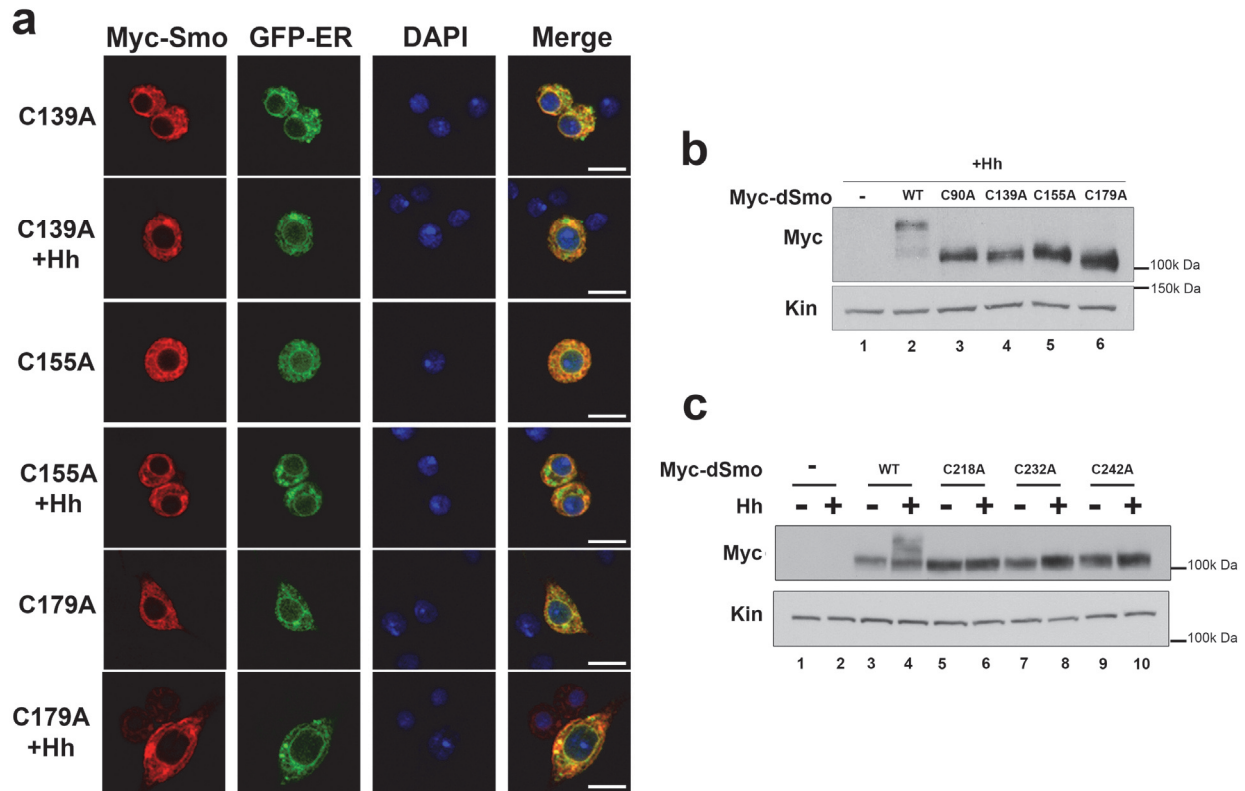 a
Myc-Smo GFP-ER DAPI Merge
C139A
C139A
+Hh
C155A
C155A
+Hh
C179A
C179A
+Hh
b
+Hh
Myc-dSmo - WT C90A C139A C155A C179A
Myc
100k Da
150k Da
Kin
1 2 3 4 5 6
c
Myc-dSmo - WT C218A C232A C242A
Hh - + - + - + - + - +
Myc
100k Da
Kin
100k Da
1 2 3 4 5 6 7 8 9 10